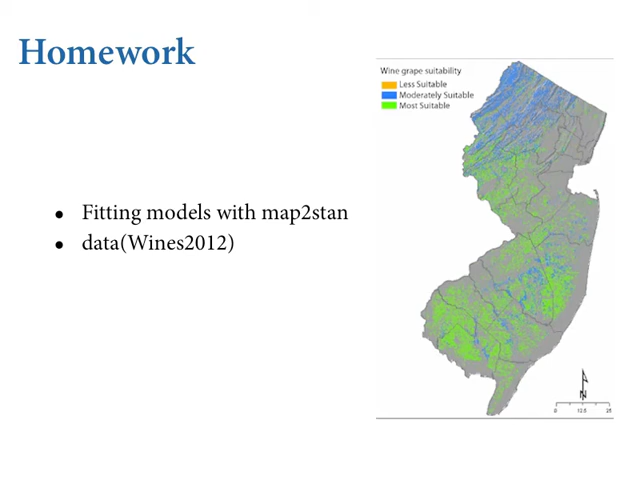 Homework
Wine grape suitability
Less Suitable
Moderately Suitable
Most Suitable
• Fitting models with map2stan
• data(Wines2012)
N
0 12.5 25